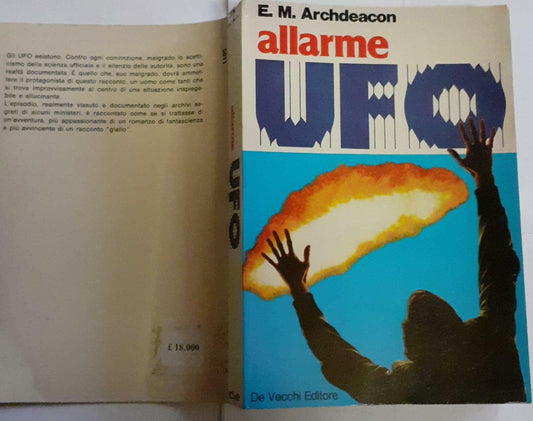 Gli UFO esistono. Contro ogni convinzione, malgrado lo scetti-
cismo della scienza ufficiale e il silenzio delle autorità, sono una
realtà documentata. È quello che, suo malgrado, dovrà ammet-
tere il protagonista di questo racconto, un uomo come tanti che
si trova improvvisamente al centro di una situazione inspiega-
bile e allucinante.
L'episodio, realmente vissuto e documentato negli archivi se-
greti di alcuni ministeri, è raccontato come se si trattasse di
un'avventura, più appassionante di un romanzo di fantascienza
e più avvincente di un racconto "giallo".
£ 18,000
allarme
UFO
E. M. Archdeacon
allarme
UFO
De Vecchi Editore